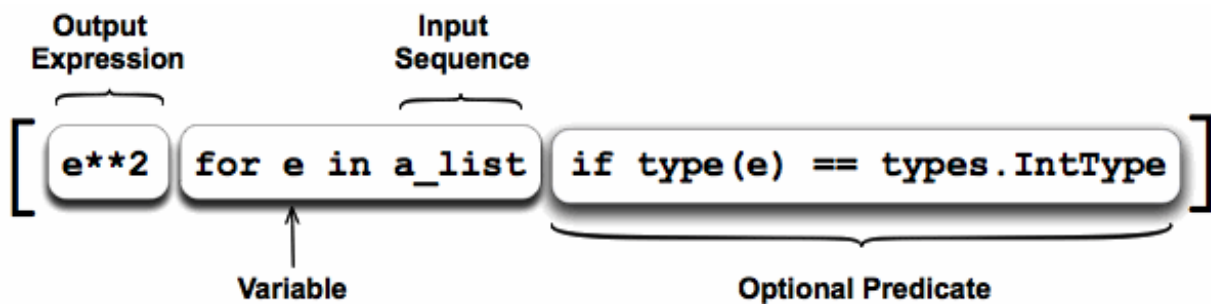 Output
Expression
Input
Sequence
[ e**2 for e in a_list if type(e) == types.IntType ]
Variable
Optional Predicate